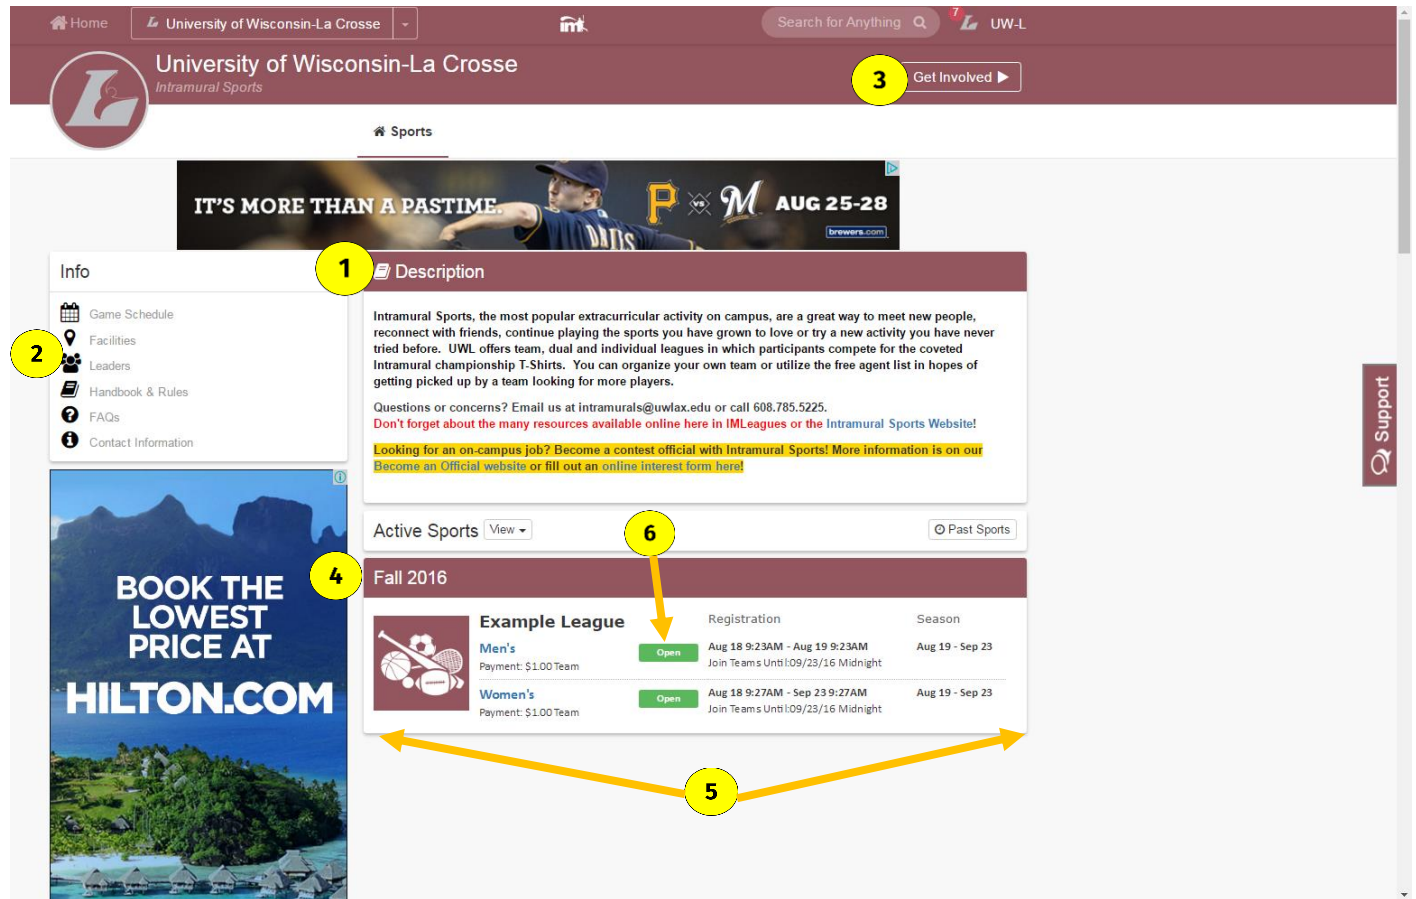 Home
University of Wisconsin-La Crosse
imL
Search for Anything
7
UW-L
University of Wisconsin-La Crosse
Intramural Sports
3
Get Involved
Sports
IT'S MORE THAN A PASTIME.
DAVIS
P
VS
M
AUG 25-28
brewers.com
Info
Game Schedule
2
Facilities
Leaders
Handbook & Rules
FAQs
Contact Information
1
Description
Intramural Sports, the most popular extracurricular activity on campus, are a great way to meet new people,
reconnect with friends, continue playing the sports you have grown to love or try a new activity you have never
tried before. UWL offers team, dual and individual leagues in which participants compete for the coveted
Intramural championship T-Shirts. You can organize your own team or utilize the free agent list in hopes of
getting picked up by a team looking for more players.
Questions or concerns? Email us at intramurals@uwlax.edu or call 608.785.5225.
Don't forget about the many resources available online here in IMLeagues or the Intramural Sports Website!
Looking for an on-campus job? Become a contest official with Intramural Sports! More information is on our
Become an Official website or fill out an online interest form here!
Support
BOOK THE
LOWEST
PRICE AT
HILTON.COM
Active Sports
View
6
Past Sports
4
Fall 2016
Example League
Registration
Season
Men's
Open
Aug 18 9:23AM - Aug 19 9:23AM
Aug 19 - Sep 23
Payment: $1.00 Team
Join Teams Until:09/23/16 Midnight
Women's
Open
Aug 18 9:27AM - Sep 23 9:27AM
Aug 19 - Sep 23
Payment: $1.00 Team
Join Teams Until:09/23/16 Midnight
5